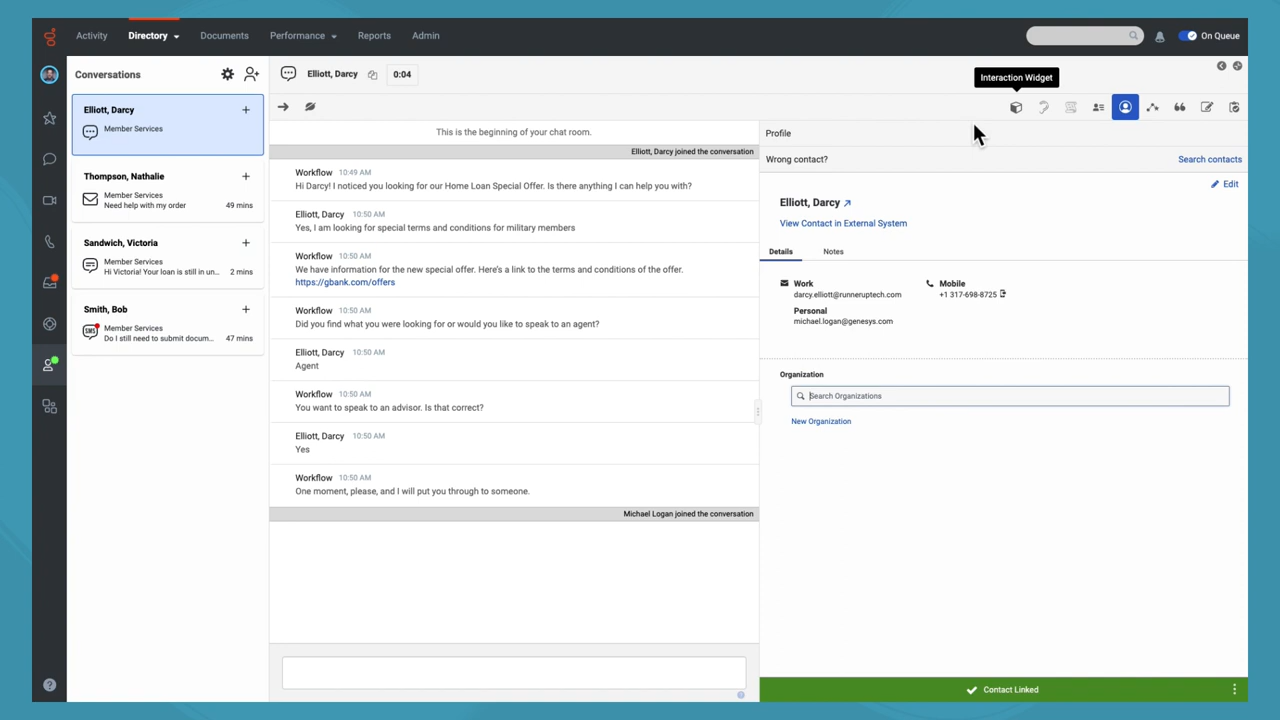 Activity
Directory
Documents
Performance
Reports
Admin
On Queue
Conversations
Elliott, Darcy
0:04
Interaction Widget
Elliott, Darcy
Member Services
Thompson, Nathalie
Member Services
Need help with my order
49 mins
Sandwich, Victoria
Member Services
Hi Victoria! Your loan is still in un...
2 mins
Smith, Bob
SMS
Member Services
Do I still need to submit docum...
47 mins
This is the beginning of your chat room.
Elliott, Darcy joined the conversation
Workflow 10:49 AM
Hi Darcy! I noticed you looking for our Home Loan Special Offer. Is there anything I can help you with?
Elliott, Darcy 10:50 AM
Yes, I am looking for special terms and conditions for military members
Workflow 10:50 AM
We have information for the new special offer. Here's a link to the terms and conditions of the offer.
https://gbank.com/offers
Workflow 10:50 AM
Did you find what you were looking for or would you like to speak to an agent?
Elliott, Darcy 10:50 AM
Agent
Workflow 10:50 AM
You want to speak to an advisor. Is that correct?
Elliott, Darcy 10:50 AM
Yes
Workflow 10:50 AM
One moment, please, and I will put you through to someone.
Michael Logan joined the conversation
Profile
Wrong contact?
Search contacts
Edit
Elliott, Darcy
View Contact in External System
Details
Notes
Work
darcy.elliott@runneruptech.com
Mobile
+1 317-698-8725
Personal
michael.logan@genesys.com
Organization
Search Organizations
New Organization
Contact Linked